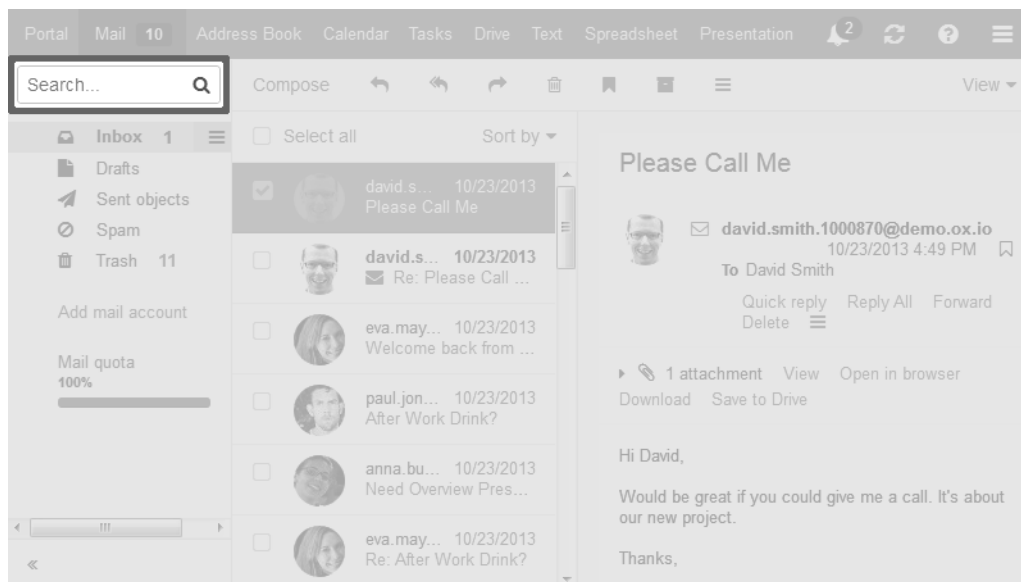 Portal Mail 10 Address Book Calendar Tasks Drive Text Spreadsheet Presentation 2
Search...
Compose
View
Inbox 1
Drafts
Sent objects
Spam
Trash 11
Add mail account
Mail quota
100%
Select all Sort by
david.s... 10/23/2013
Please Call Me
david.s... 10/23/2013
Re: Please Call ...
eva.may... 10/23/2013
Welcome back from ...
paul.jon... 10/23/2013
After Work Drink?
anna.bu... 10/23/2013
Need Overview Pres...
eva.may... 10/23/2013
Re: After Work Drink?
Please Call Me
david.smith.1000870@demo.ox.io
10/23/2013 4:49 PM
To David Smith
Quick reply Reply All Forward
Delete
1 attachment View Open in browser
Download Save to Drive
Hi David,
Would be great if you could give me a call. It's about
our new project.
Thanks,